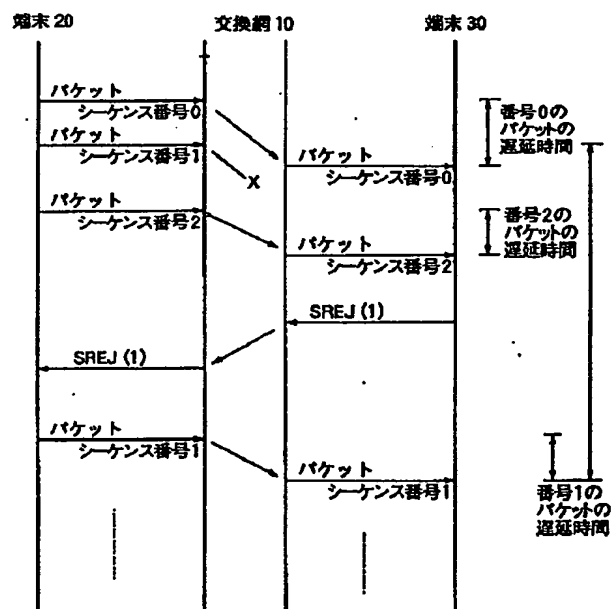 端末20
交換網10
端末30
パケット
シーケンス番号0
パケット
シーケンス番号1
X
パケット
シーケンス番号0
番号0の
パケットの
遅延時間
パケット
シーケンス番号2
パケット
シーケンス番号2
番号2の
パケットの
遅延時間
SREJ (1)
SREJ (1)
パケット
シーケンス番号1
パケット
シーケンス番号1
番号1の
パケットの
遅延時間